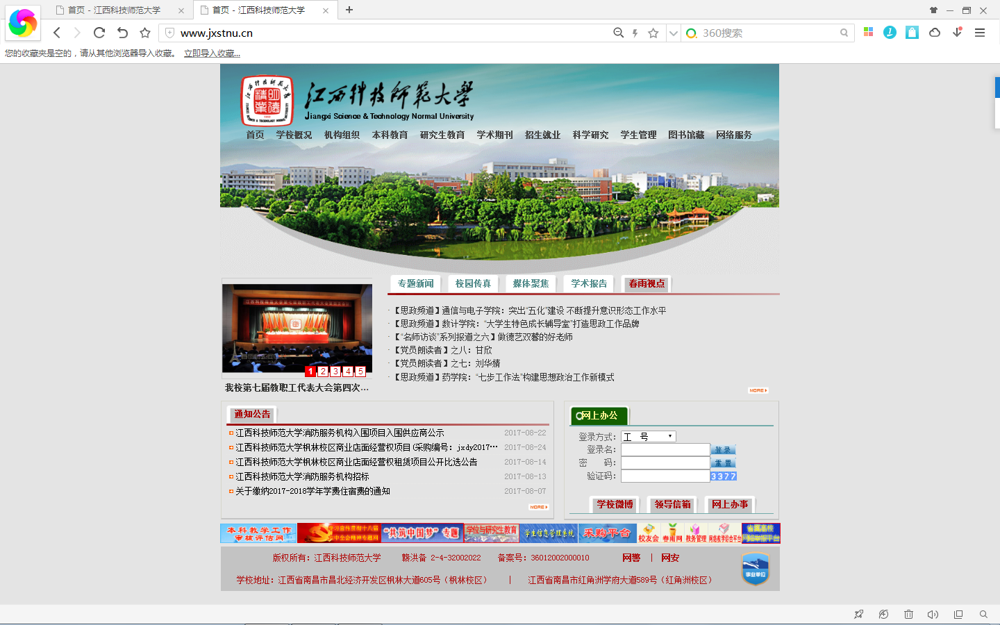 首页 - 江西科技师范大学
首页 - 江西科技师范大学
www.jxstnu.cn
360搜索
您的收藏夹是空的，请从其他浏览器导入收藏。 立即导入收藏...
江西科技师范大学
Jiangxi Science & Technology Normal University
首页 学校概况 机构组织 本科教育 研究生教育 学术期刊 招生就业 科学研究 学生管理 图书馆藏 网络服务
专题新闻 校园传真 媒体聚焦 学术报告 春雨视点
1 2 3 4 5
我校第七届教职工代表大会第四次...
【思政频道】通信与电子学院：突出“五化”建设 不断提升意识形态工作水平
【思政频道】数计学院：“大学生特色成长辅导室”打造思政工作品牌
【“名师访谈”系列报道之六】做德艺双馨的好老师
【党员朗读者】之八：甘欣
【党员朗读者】之七：刘华婧
【思政频道】药学院：“七步工作法”构建思想政治工作新模式
MORE
通知公告
江西科技师范大学消防服务机构入围项目入围供应商公示 2017-08-22
江西科技师范大学枫林校区商业店面经营权项目(采购编号：jxdy2017… 2017-08-24
江西科技师范大学枫林校区商业店面经营权租赁项目公开比选公告 2017-08-14
江西科技师范大学消防服务机构招标 2017-08-13
关于缴纳2017-2018学年学费住宿费的通知 2017-08-07
MORE
网上办公
登录方式： 工 号
登录名： 登 录
密 码： 重 置
验证码： 3377
学校微博 领导信箱 网上办事
本科教学工作
审核评估网
学习宣传贯彻十八届
六中全会精神专题网
“共筑中国梦”专题
学位与研究生教育
学生信息管理系统
采购平台
校友会 春雨网 教务管理 网络教学综合平台
省属高校
网络举报平台
版权所有：江西科技师范大学 赣洪备 2-4-32002022 备案号：36012002000010 网警 | 网安
学校地址：江西省南昌市昌北经济开发区枫林大道605号（枫林校区） | 江西省南昌市红角洲学府大道589号（红角洲校区）
事业单位